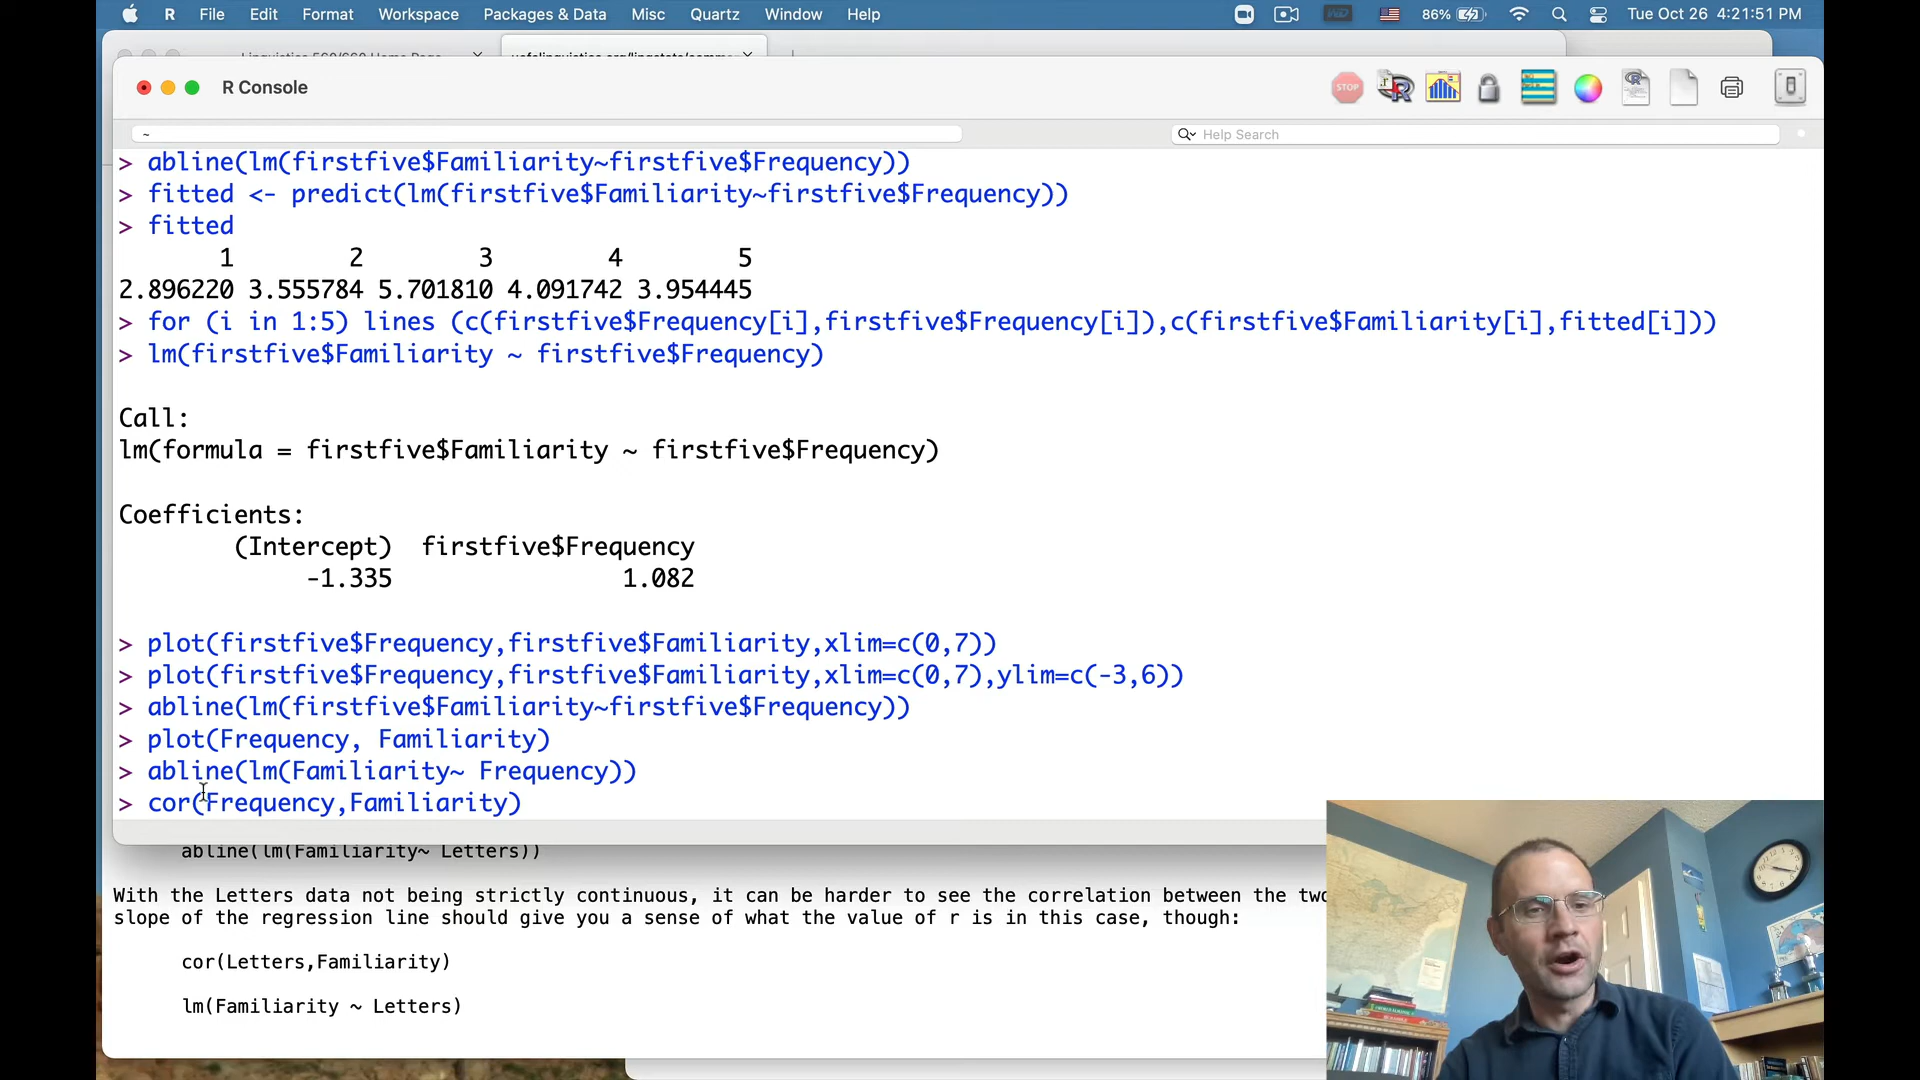 R File Edit Format Workspace Packages & Data Misc Quartz Window Help 86% Tue Oct 26 4:21:51 PM
R Console
STOP
~
Help Search
> abline(lm(firstfive$Familiarity~firstfive$Frequency))
> fitted <- predict(lm(firstfive$Familiarity~firstfive$Frequency))
> fitted
1 2 3 4 5
2.896220 3.555784 5.701810 4.091742 3.954445
> for (i in 1:5) lines (c(firstfive$Frequency[i],firstfive$Frequency[i]),c(firstfive$Familiarity[i],fitted[i]))
> lm(firstfive$Familiarity ~ firstfive$Frequency)
Call:
lm(formula = firstfive$Familiarity ~ firstfive$Frequency)
Coefficients:
(Intercept) firstfive$Frequency
-1.335 1.082
> plot(firstfive$Frequency,firstfive$Familiarity,xlim=c(0,7))
> plot(firstfive$Frequency,firstfive$Familiarity,xlim=c(0,7),ylim=c(-3,6))
> abline(lm(firstfive$Familiarity~firstfive$Frequency))
> plot(Frequency, Familiarity)
> abline(lm(Familiarity~ Frequency))
> cor(Frequency,Familiarity)
abline(lm(Familiarity~ Letters))
With the Letters data not being strictly continuous, it can be harder to see the correlation between the two
slope of the regression line should give you a sense of what the value of r is in this case, though:
cor(Letters,Familiarity)
lm(Familiarity ~ Letters)